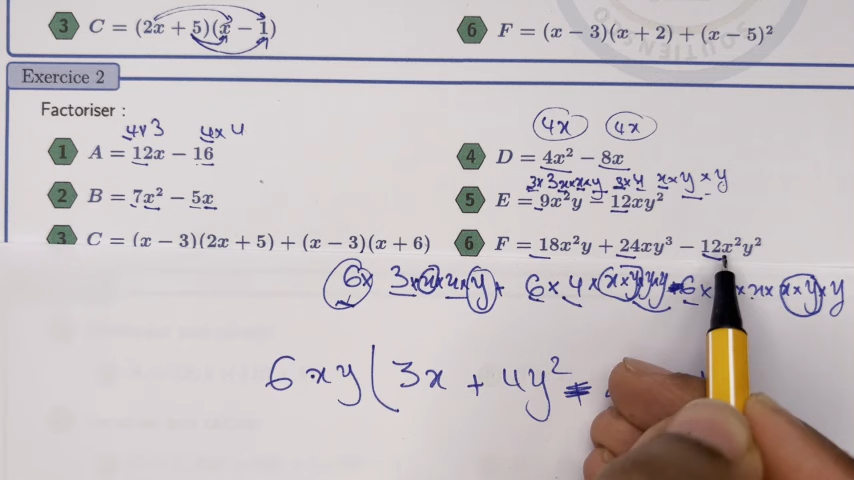 3 C = (2x + 5)(x − 1)
6 F = (x − 3)(x + 2) + (x − 5)²
Exercice 2
Factoriser :
4×3 4×4
1 A = 12x − 16
2 B = 7x² − 5x
3 C = (x − 3)(2x + 5) + (x − 3)(x + 6)
4x 4x
4 D = 4x² − 8x
3×3×x×x×y 3×4 x×y×y
5 E = 9x²y − 12xy²
6 F = 18x²y + 24xy³ − 12x²y²
6× 3×x×x×y + 6×4×x×y×y×y - 6× ×x×x×y×y
6xy(3x + 4y² -